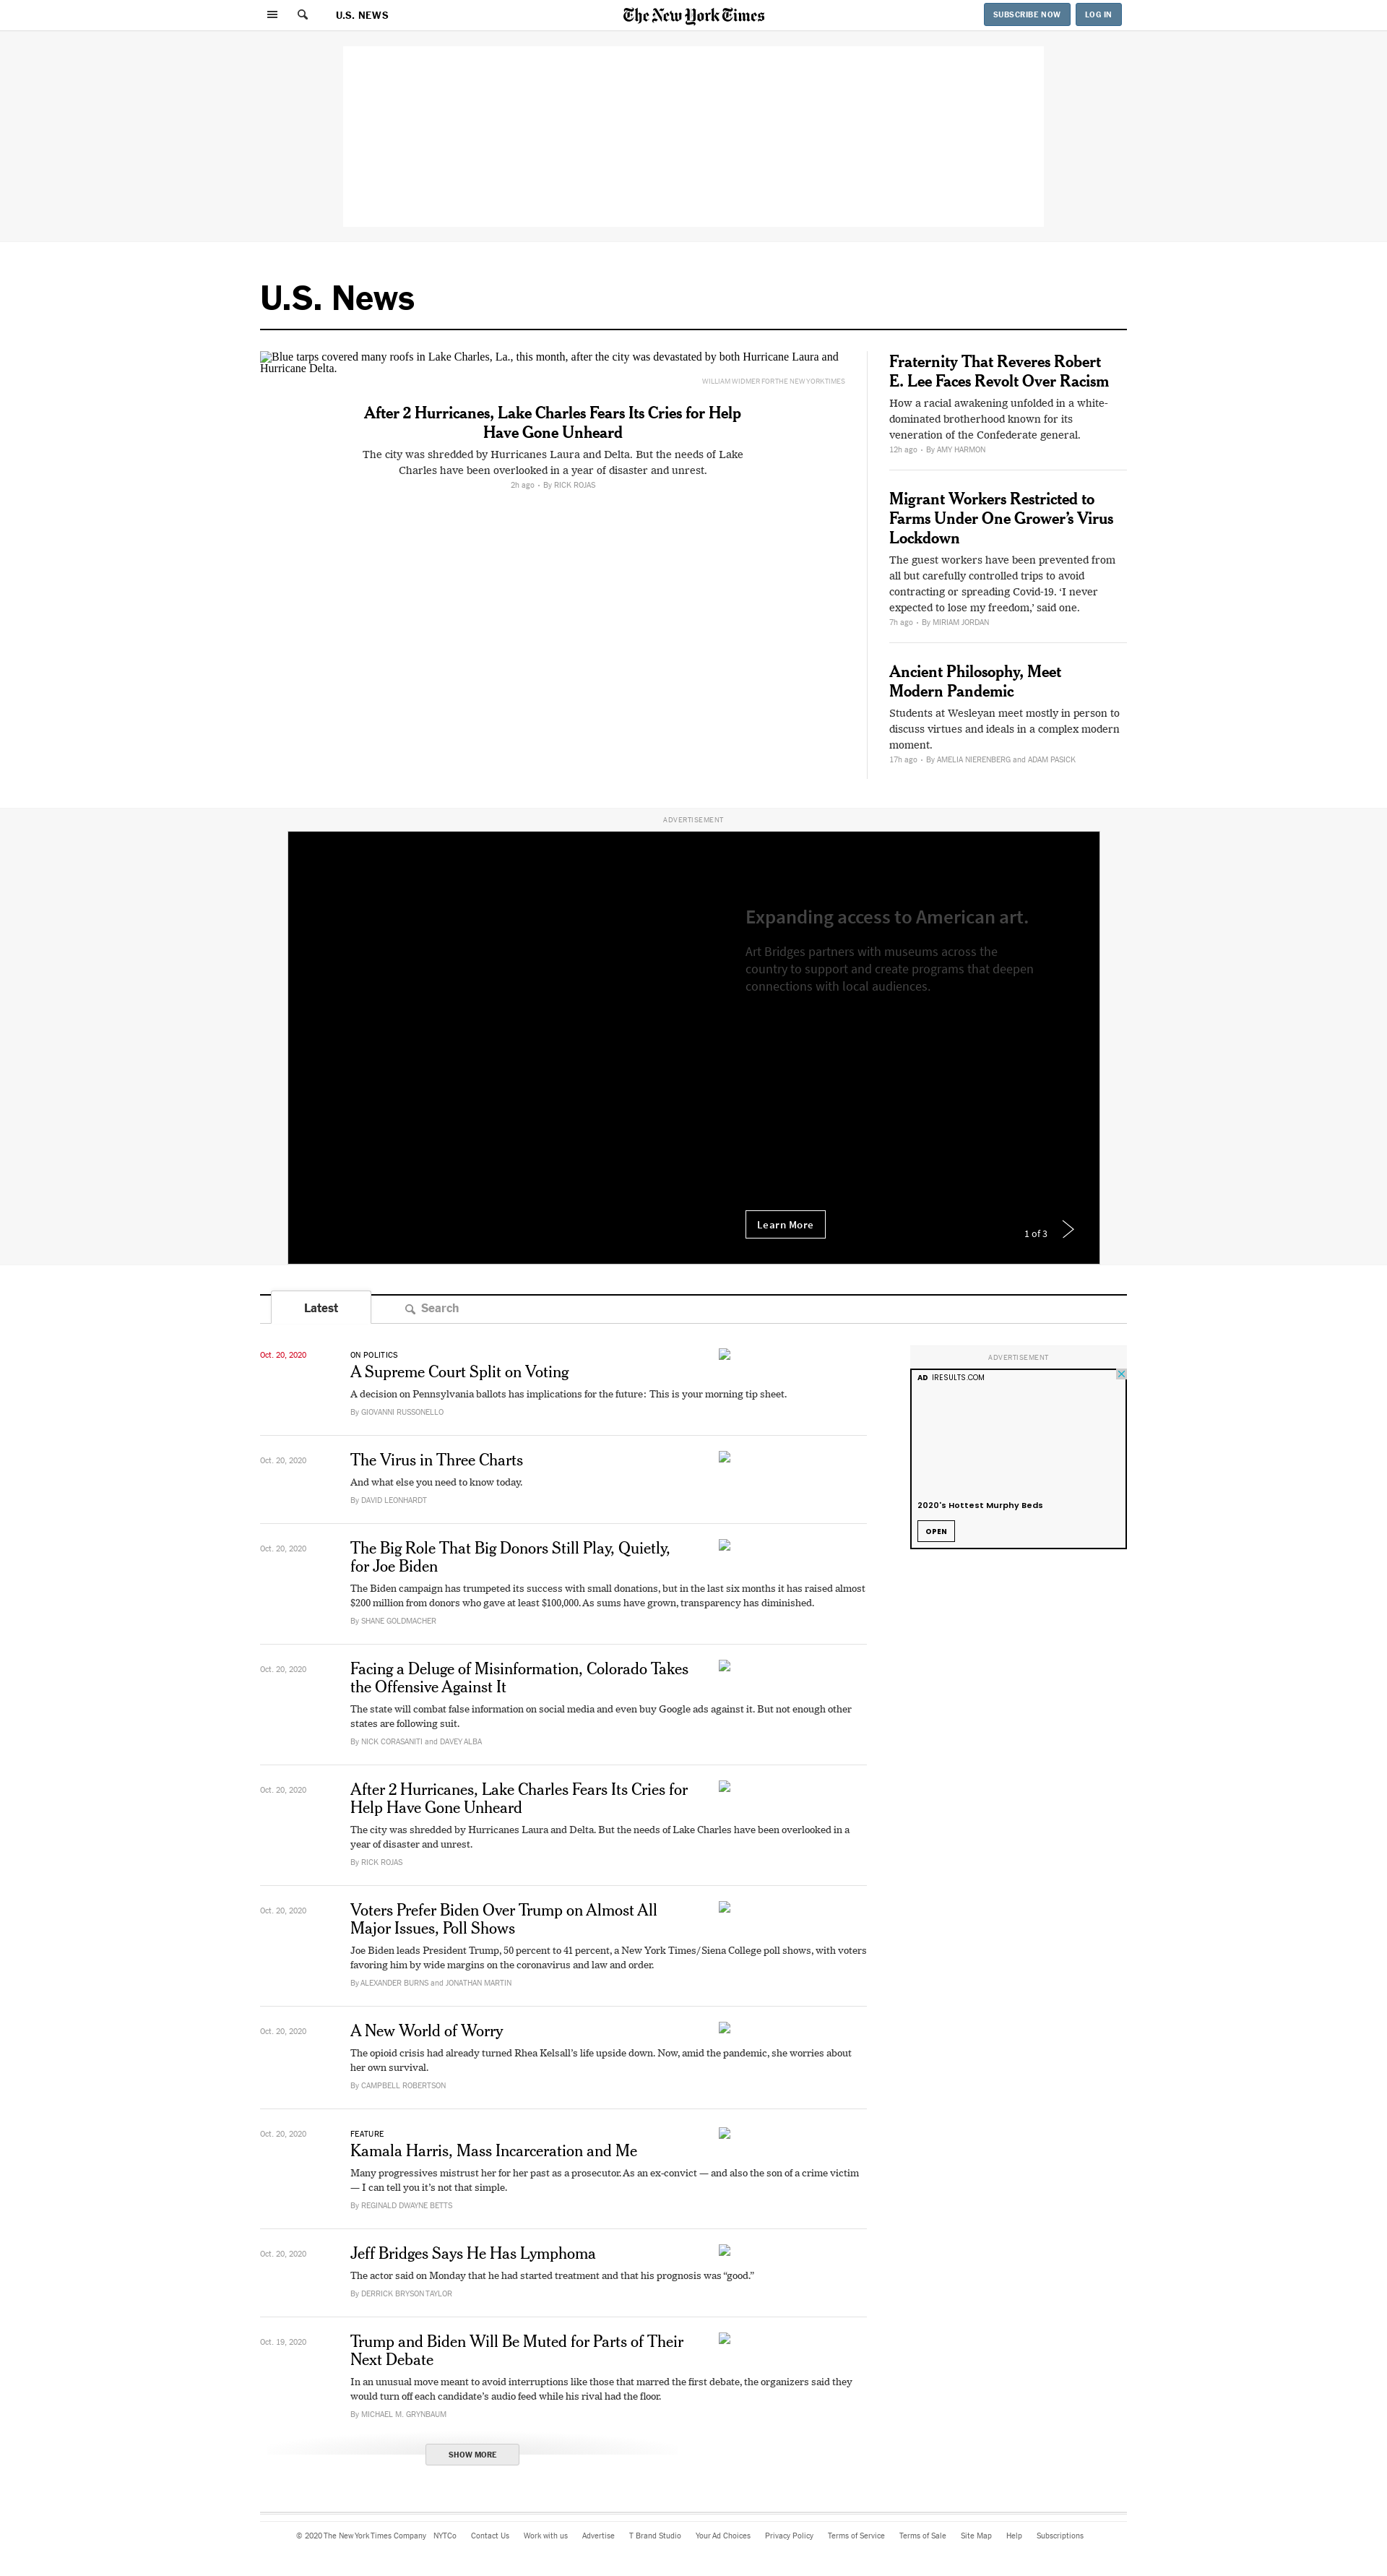 U.S. NEWS
The New York Times
SUBSCRIBE NOW
LOG IN
U.S. News
Blue tarps covered many roofs in Lake Charles, La., this month, after the city was devastated by both Hurricane Laura and
Hurricane Delta.
WILLIAM WIDMER FOR THE NEW YORK TIMES
After 2 Hurricanes, Lake Charles Fears Its Cries for Help
Have Gone Unheard
The city was shredded by Hurricanes Laura and Delta. But the needs of Lake
Charles have been overlooked in a year of disaster and unrest.
2h ago • By RICK ROJAS
Fraternity That Reveres Robert
E. Lee Faces Revolt Over Racism
How a racial awakening unfolded in a white-
dominated brotherhood known for its
veneration of the Confederate general.
12h ago • By AMY HARMON
Migrant Workers Restricted to
Farms Under One Grower’s Virus
Lockdown
The guest workers have been prevented from
all but carefully controlled trips to avoid
contracting or spreading Covid-19. ‘I never
expected to lose my freedom,’ said one.
7h ago • By MIRIAM JORDAN
Ancient Philosophy, Meet
Modern Pandemic
Students at Wesleyan meet mostly in person to
discuss virtues and ideals in a complex modern
moment.
17h ago • By AMELIA NIERENBERG and ADAM PASICK
ADVERTISEMENT
Expanding access to American art.
Art Bridges partners with museums across the
country to support and create programs that deepen
connections with local audiences.
Learn More
1 of 3
Latest
Search
Oct. 20, 2020
ON POLITICS
A Supreme Court Split on Voting
A decision on Pennsylvania ballots has implications for the future: This is your morning tip sheet.
By GIOVANNI RUSSONELLO
ADVERTISEMENT
AD IRESULTS.COM
2020's Hottest Murphy Beds
OPEN
Oct. 20, 2020
The Virus in Three Charts
And what else you need to know today.
By DAVID LEONHARDT
Oct. 20, 2020
The Big Role That Big Donors Still Play, Quietly,
for Joe Biden
The Biden campaign has trumpeted its success with small donations, but in the last six months it has raised almost
$200 million from donors who gave at least $100,000. As sums have grown, transparency has diminished.
By SHANE GOLDMACHER
Oct. 20, 2020
Facing a Deluge of Misinformation, Colorado Takes
the Offensive Against It
The state will combat false information on social media and even buy Google ads against it. But not enough other
states are following suit.
By NICK CORASANITI and DAVEY ALBA
Oct. 20, 2020
After 2 Hurricanes, Lake Charles Fears Its Cries for
Help Have Gone Unheard
The city was shredded by Hurricanes Laura and Delta. But the needs of Lake Charles have been overlooked in a
year of disaster and unrest.
By RICK ROJAS
Oct. 20, 2020
Voters Prefer Biden Over Trump on Almost All
Major Issues, Poll Shows
Joe Biden leads President Trump, 50 percent to 41 percent, a New York Times/Siena College poll shows, with voters
favoring him by wide margins on the coronavirus and law and order.
By ALEXANDER BURNS and JONATHAN MARTIN
Oct. 20, 2020
A New World of Worry
The opioid crisis had already turned Rhea Kelsall’s life upside down. Now, amid the pandemic, she worries about
her own survival.
By CAMPBELL ROBERTSON
Oct. 20, 2020
FEATURE
Kamala Harris, Mass Incarceration and Me
Many progressives mistrust her for her past as a prosecutor. As an ex-convict — and also the son of a crime victim
— I can tell you it’s not that simple.
By REGINALD DWAYNE BETTS
Oct. 20, 2020
Jeff Bridges Says He Has Lymphoma
The actor said on Monday that he had started treatment and that his prognosis was “good.”
By DERRICK BRYSON TAYLOR
Oct. 19, 2020
Trump and Biden Will Be Muted for Parts of Their
Next Debate
In an unusual move meant to avoid interruptions like those that marred the first debate, the organizers said they
would turn off each candidate’s audio feed while his rival had the floor.
By MICHAEL M. GRYNBAUM
SHOW MORE
© 2020 The New York Times Company NYTCo Contact Us Work with us Advertise T Brand Studio Your Ad Choices Privacy Policy Terms of Service Terms of Sale Site Map Help Subscriptions